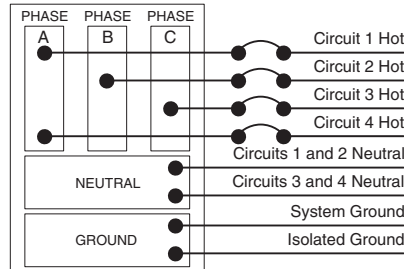 PHASE PHASE PHASE
A B C
Circuit 1 Hot
Circuit 2 Hot
Circuit 3 Hot
Circuit 4 Hot
Circuits 1 and 2 Neutral
NEUTRAL
Circuits 3 and 4 Neutral
System Ground
GROUND
Isolated Ground